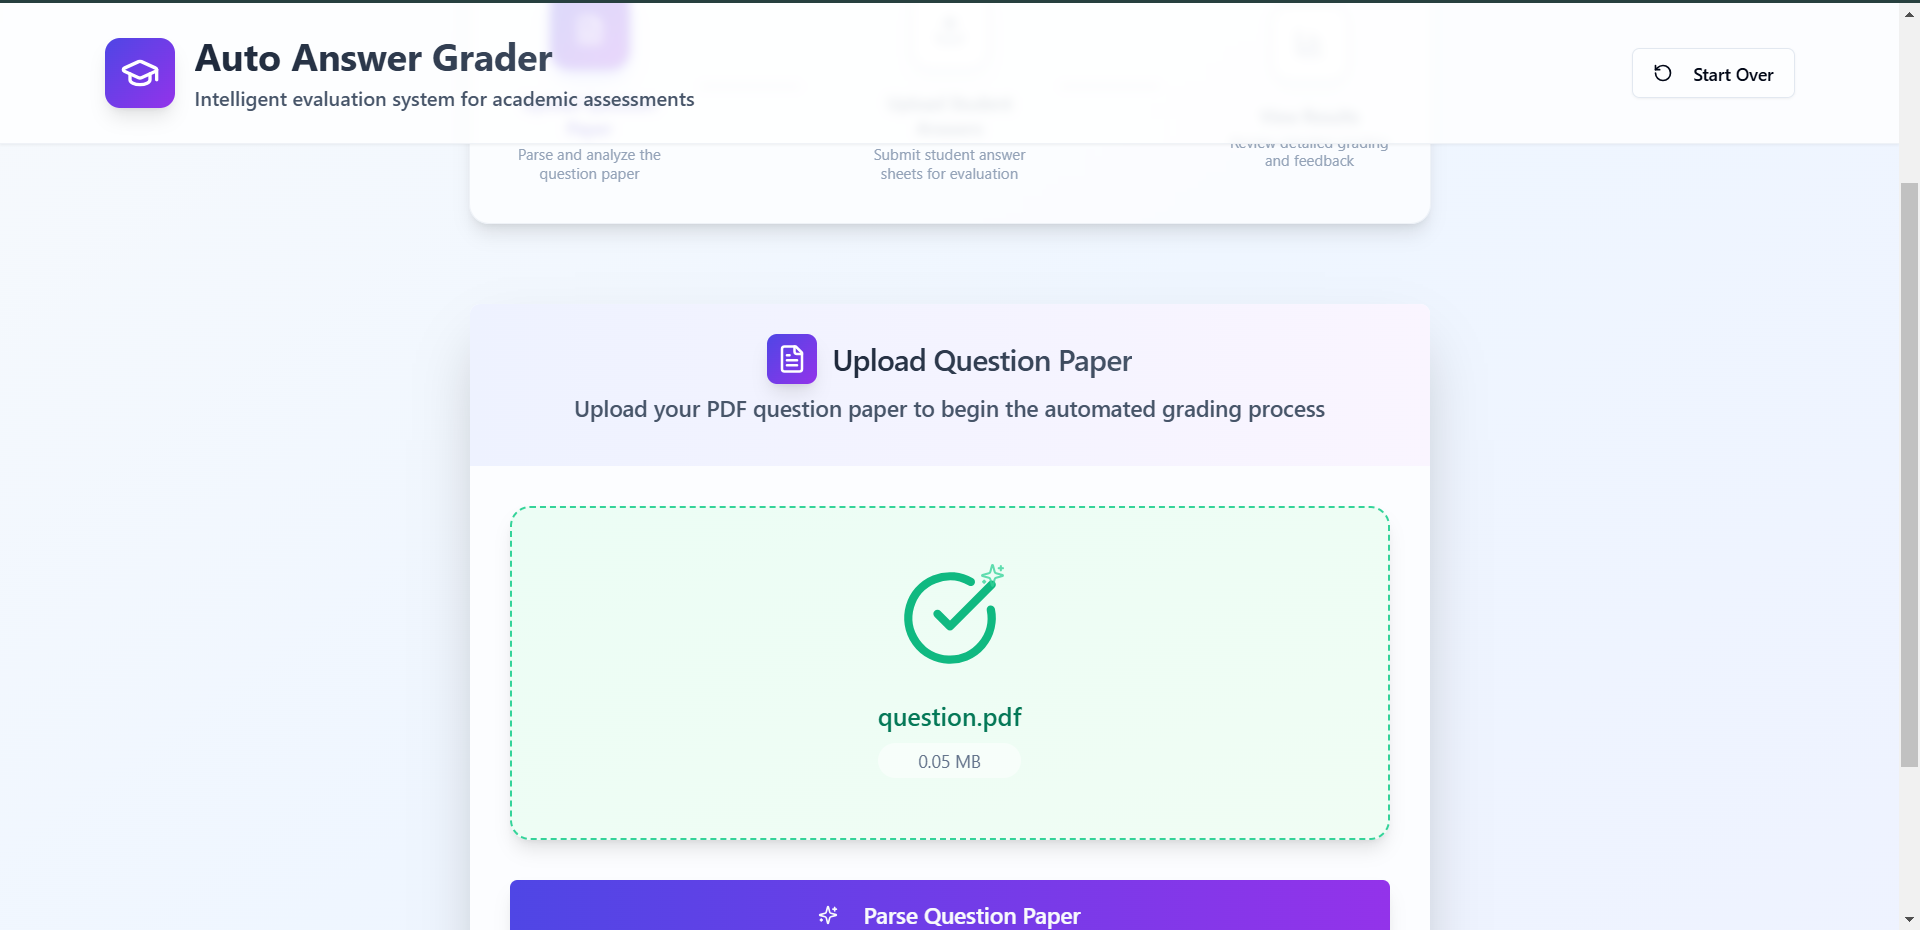 Auto Answer Grader
Intelligent evaluation system for academic assessments
Start Over
Parse and analyze the
question paper
Submit student answer
sheets for evaluation
Review detailed grading
and feedback
Upload Question Paper
Upload your PDF question paper to begin the automated grading process
question.pdf
0.05 MB
Parse Question Paper